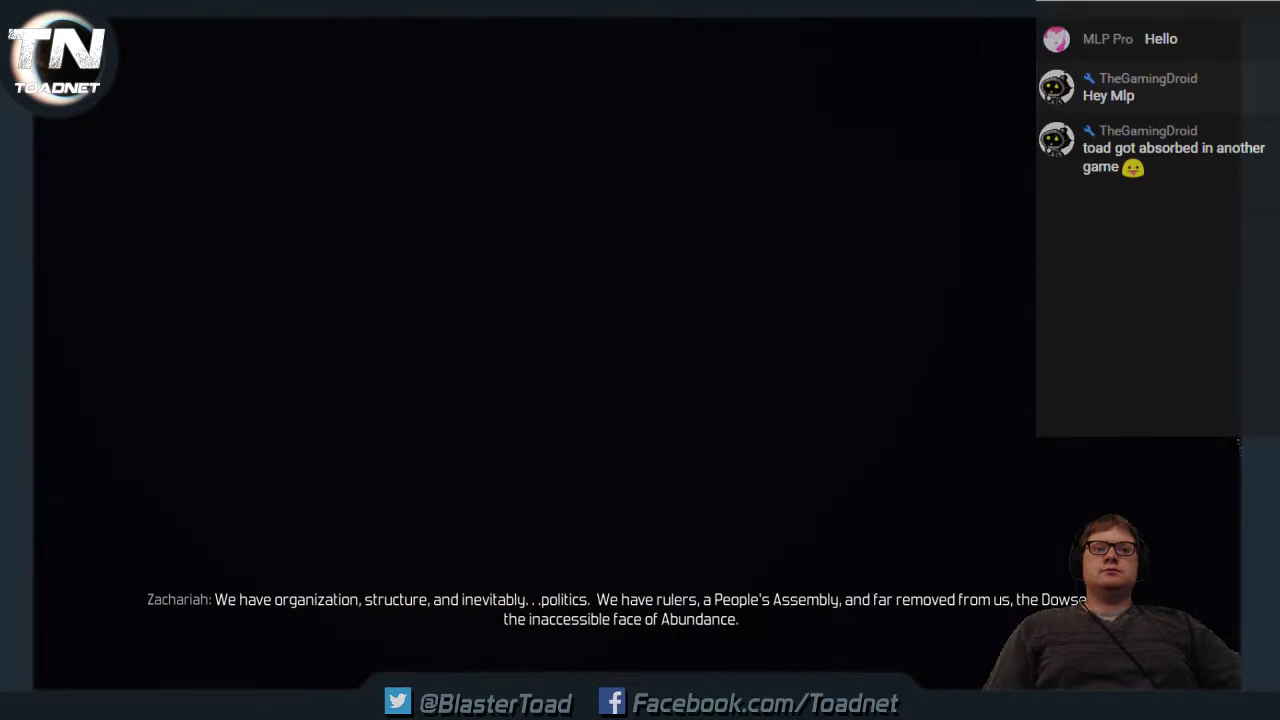 TN
TOADNET
MLP Pro Hello
TheGamingDroid
Hey Mlp
TheGamingDroid
toad got absorbed in another
game
Zachariah: We have organization, structure, and inevitably. . .politics. We have rulers, a People's Assembly, and far removed from us, the Dowse
the inaccessible face of Abundance.
@BlasterToad Facebook.com/Toadnet